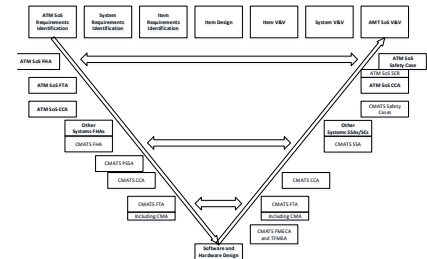 ATM SoS
Requirements
Identification
System
Requirements
Identification
Item
Requirements
Identification
Item Design
Item V&V
System V&V
AMT SoS V&V
ATM SoS FHA
ATM SoS FTA
ATM SoS CCA
Other
Systems FHAs
CMATS FHA
CMATS PSSA
CMATS CCA
CMATS FTA
Including CMA
Software and
Hardware Design
ATM SoS
Safety Case
ATM SoS SCR
ATM SoS CCA
CMATS Safety
Cases
Other
Systems SSAs/SCs
CMATS SSA
CMATS CCA
CMATS FTA
Including CMA
CMATS FMECA
and TFMEA